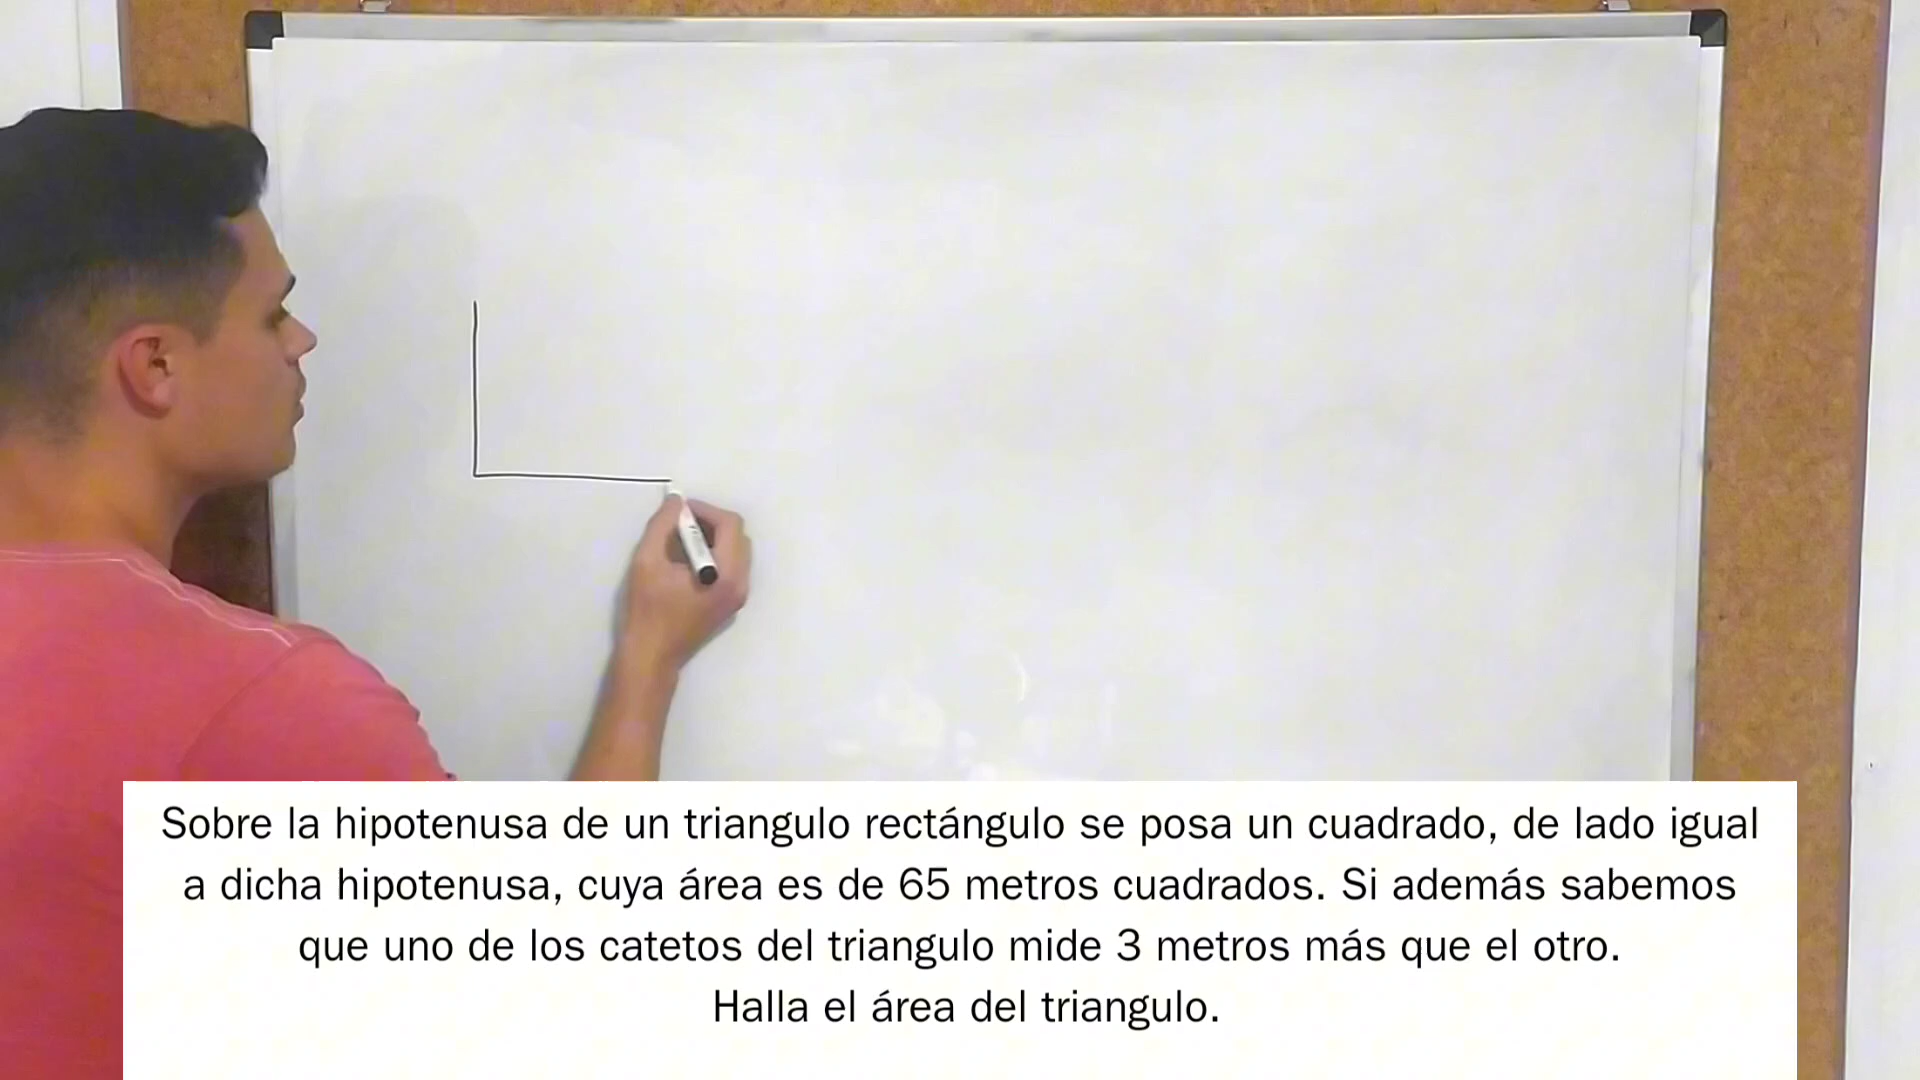 Sobre la hipotenusa de un triangulo rectángulo se posa un cuadrado, de lado igual
a dicha hipotenusa, cuya área es de 65 metros cuadrados. Si además sabemos
que uno de los catetos del triangulo mide 3 metros más que el otro.
Halla el área del triangulo.